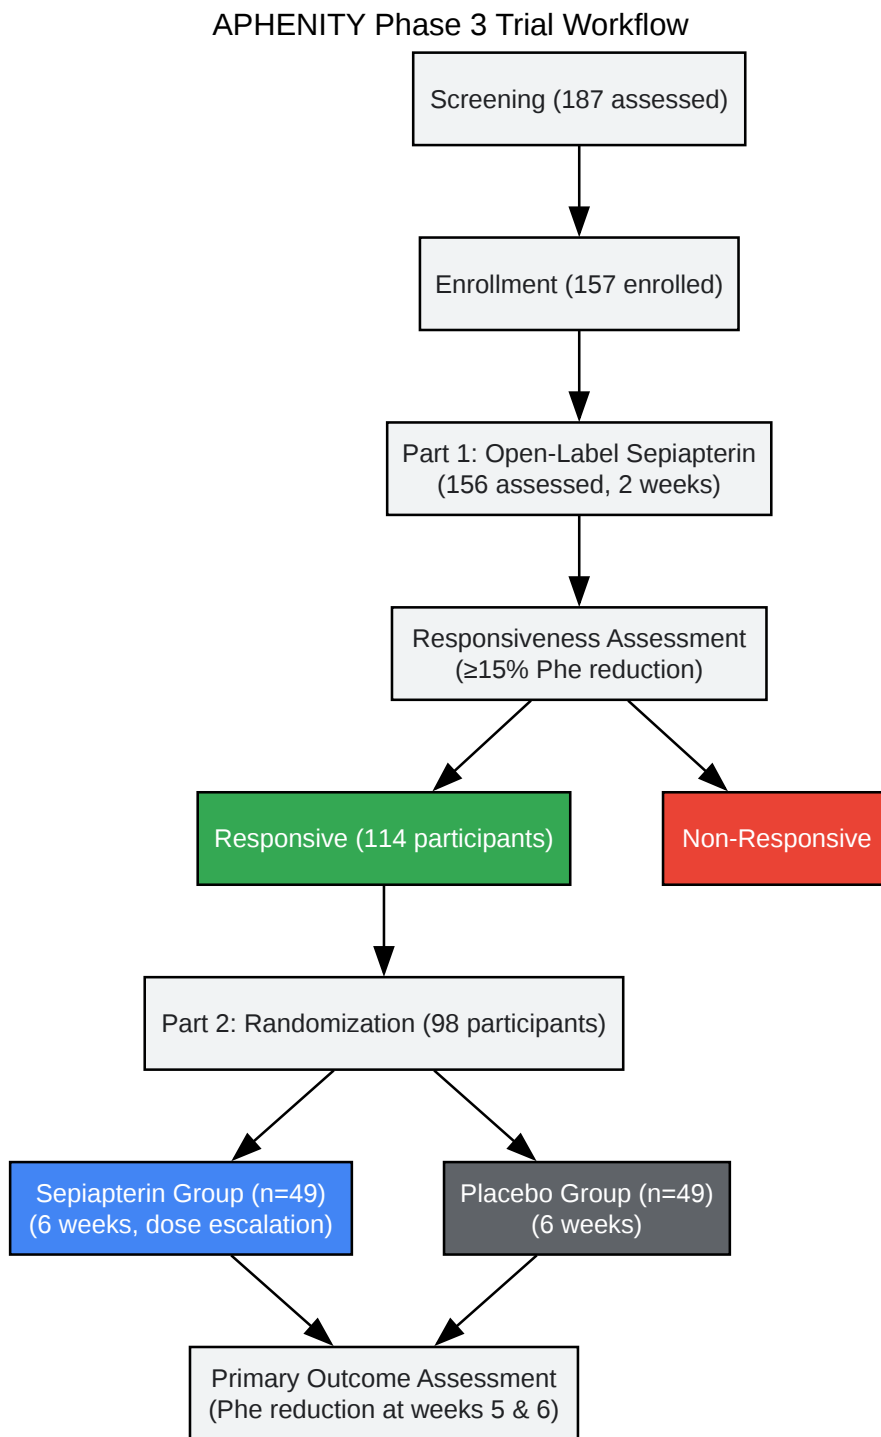 APHENITY Phase 3 Trial Workflow
Screening (187 assessed)
Enrollment (157 enrolled)
Part 1: Open-Label Sepiapterin
(156 assessed, 2 weeks)
Responsiveness Assessment
(≥15% Phe reduction)
Responsive (114 participants)
Non-Responsive
Part 2: Randomization (98 participants)
Sepiapterin Group (n=49)
(6 weeks, dose escalation)
Placebo Group (n=49)
(6 weeks)
Primary Outcome Assessment
(Phe reduction at weeks 5 & 6)